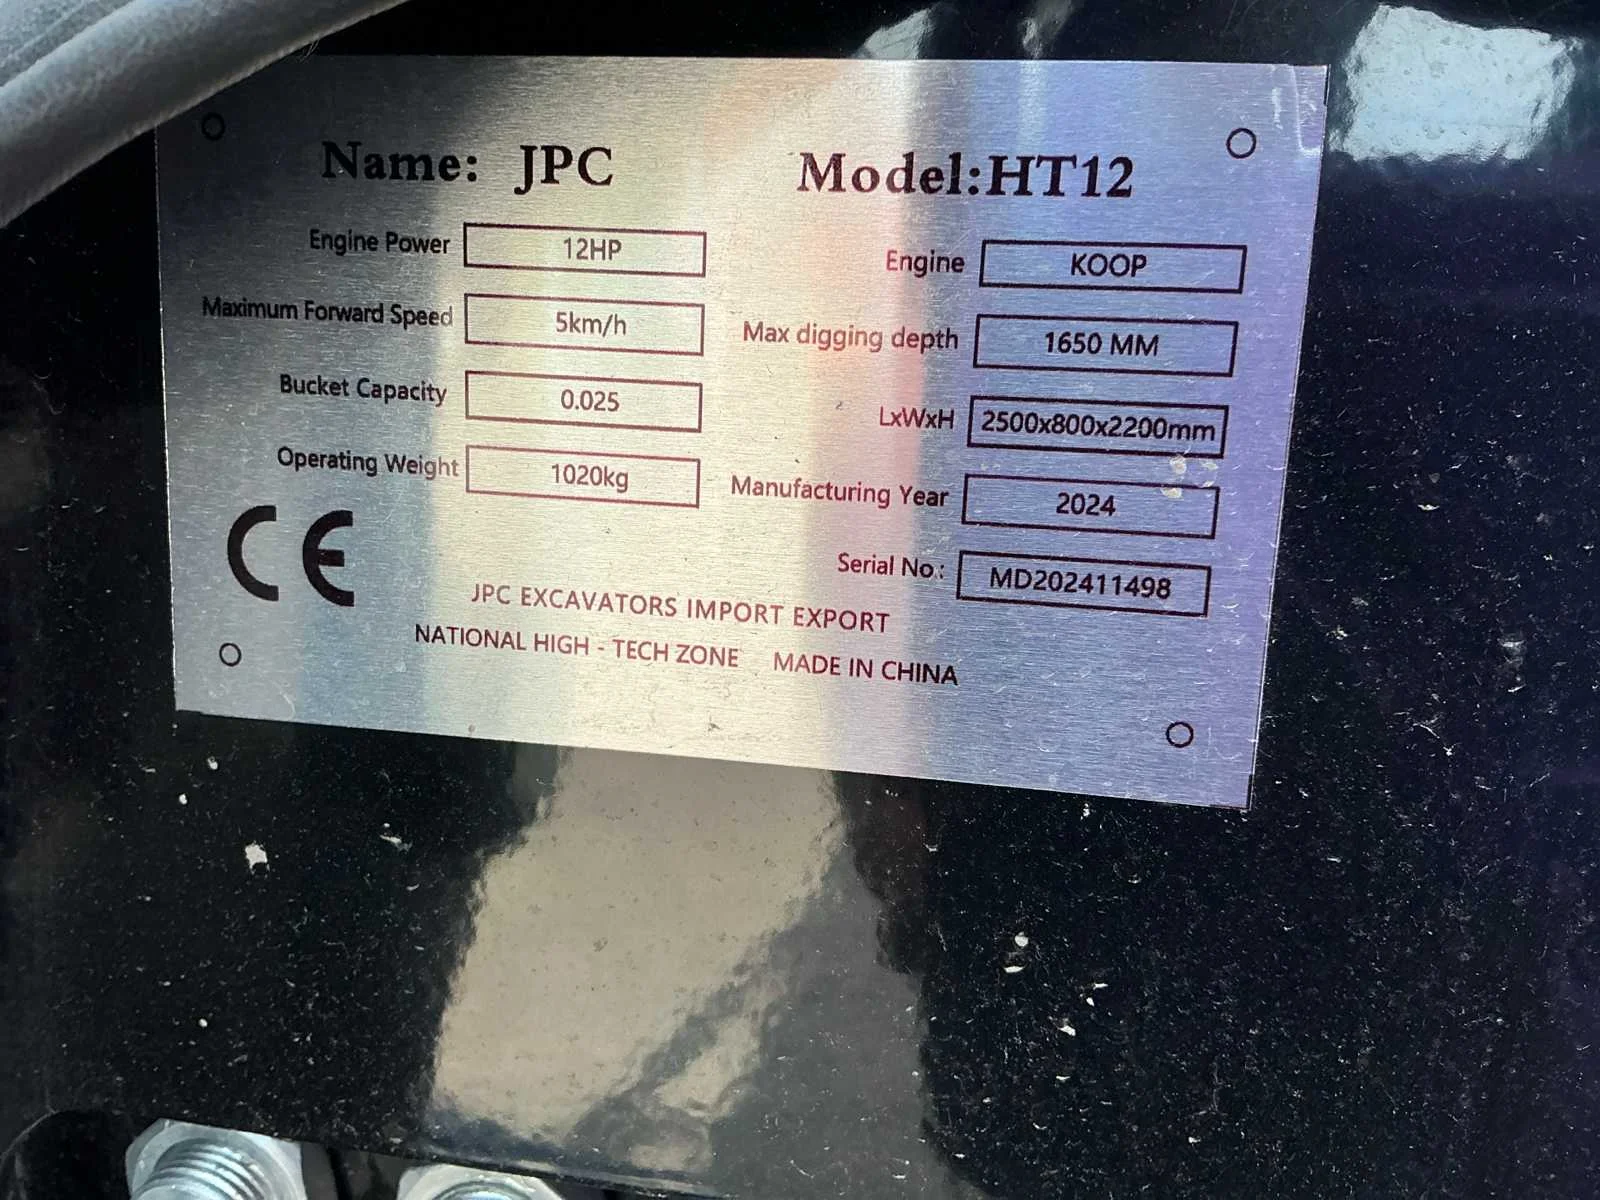 Name: JPC
Model:HT12
Engine Power 12HP
Maximum Forward Speed 5km/h
Bucket Capacity 0.025
Operating Weight 1020kg
Engine KOOP
Max digging depth 1650 MM
LxWxH 2500x800x2200mm
Manufacturing Year 2024
Serial No.: MD202411498
CE
JPC EXCAVATORS IMPORT EXPORT
NATIONAL HIGH - TECH ZONE MADE IN CHINA